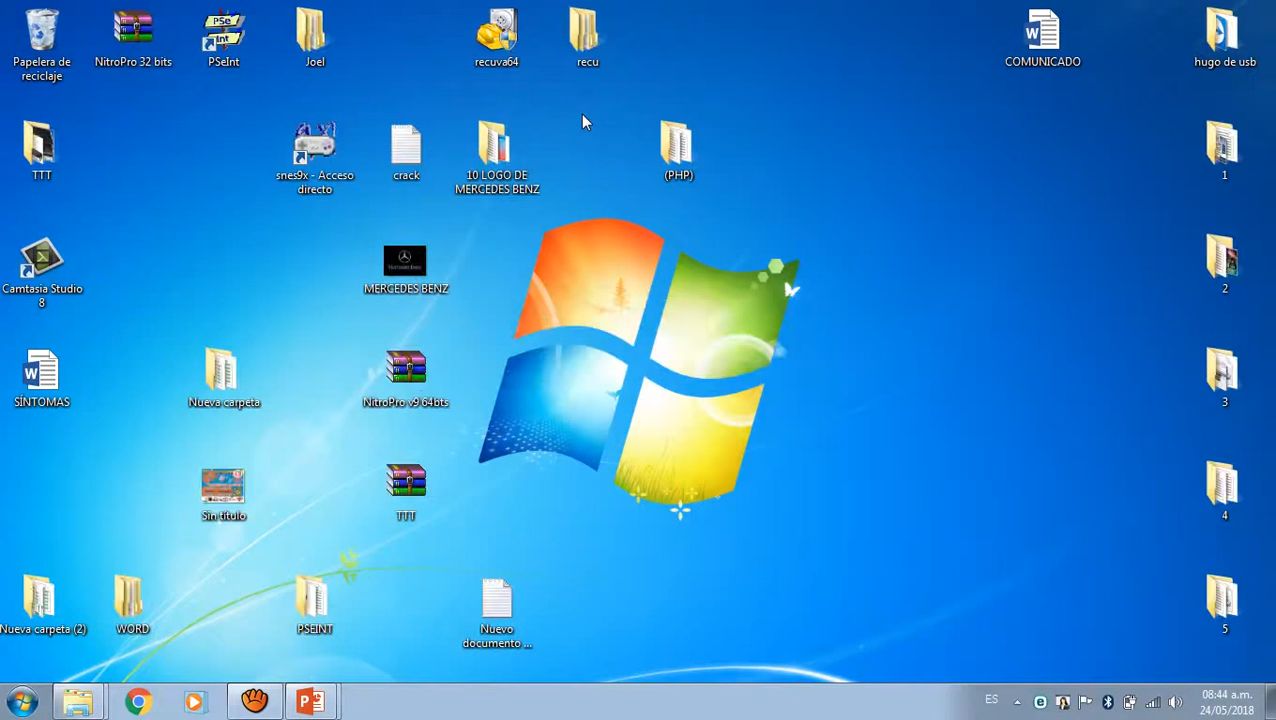 Papelera de
reciclaje
NitroPro 32 bits
PSeInt
Joel
recuva64
recu
COMUNICADO
hugo de usb
TTT
snes9x - Acceso
directo
crack
10 LOGO DE
MERCEDES BENZ
(PHP)
1
Camtasia Studio
8
MERCEDES BENZ
2
SÍNTOMAS
Nueva carpeta
NitroPro v9 64bts
3
Sin título
TTT
4
Nueva carpeta (2)
WORD
PSEINT
Nuevo
documento ...
5
ES
08:44 a.m.
24/05/2018